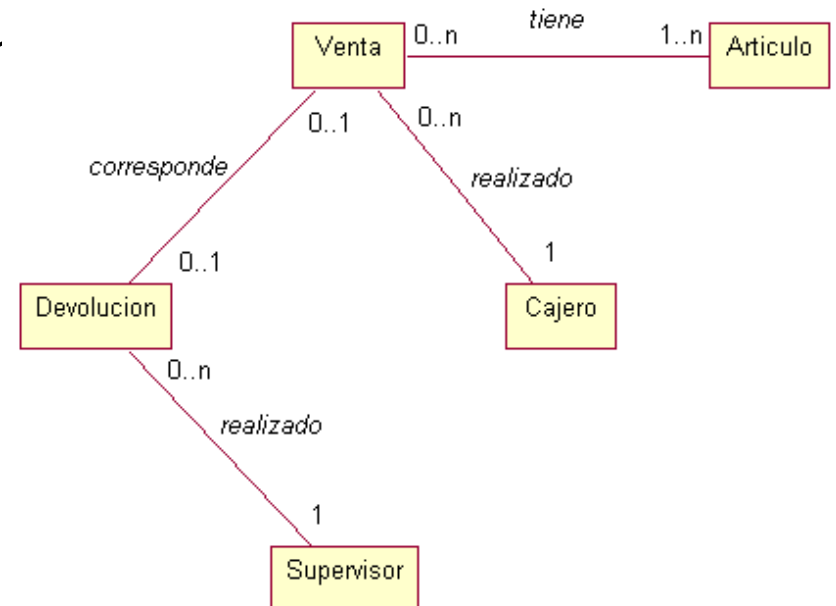 tiene
Venta 0..n 1..n Articulo
0..1 0..n
corresponde
realizado
0..1 1
Devolucion Cajero
0..n
realizado
1
Supervisor